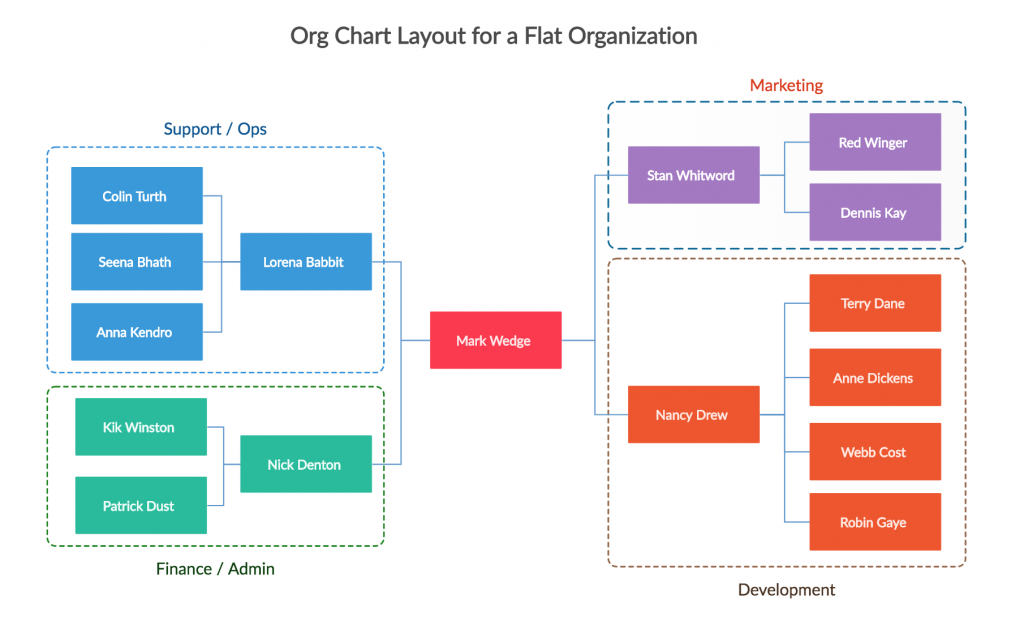 Org Chart Layout for a Flat Organization
Support / Ops
Colin Turth
Seena Bhath
Anna Kendro
Lorena Babbit
Kik Winston
Patrick Dust
Nick Denton
Finance / Admin
Mark Wedge
Marketing
Stan Whitword
Red Winger
Dennis Kay
Nancy Drew
Terry Dane
Anne Dickens
Webb Cost
Robin Gaye
Development